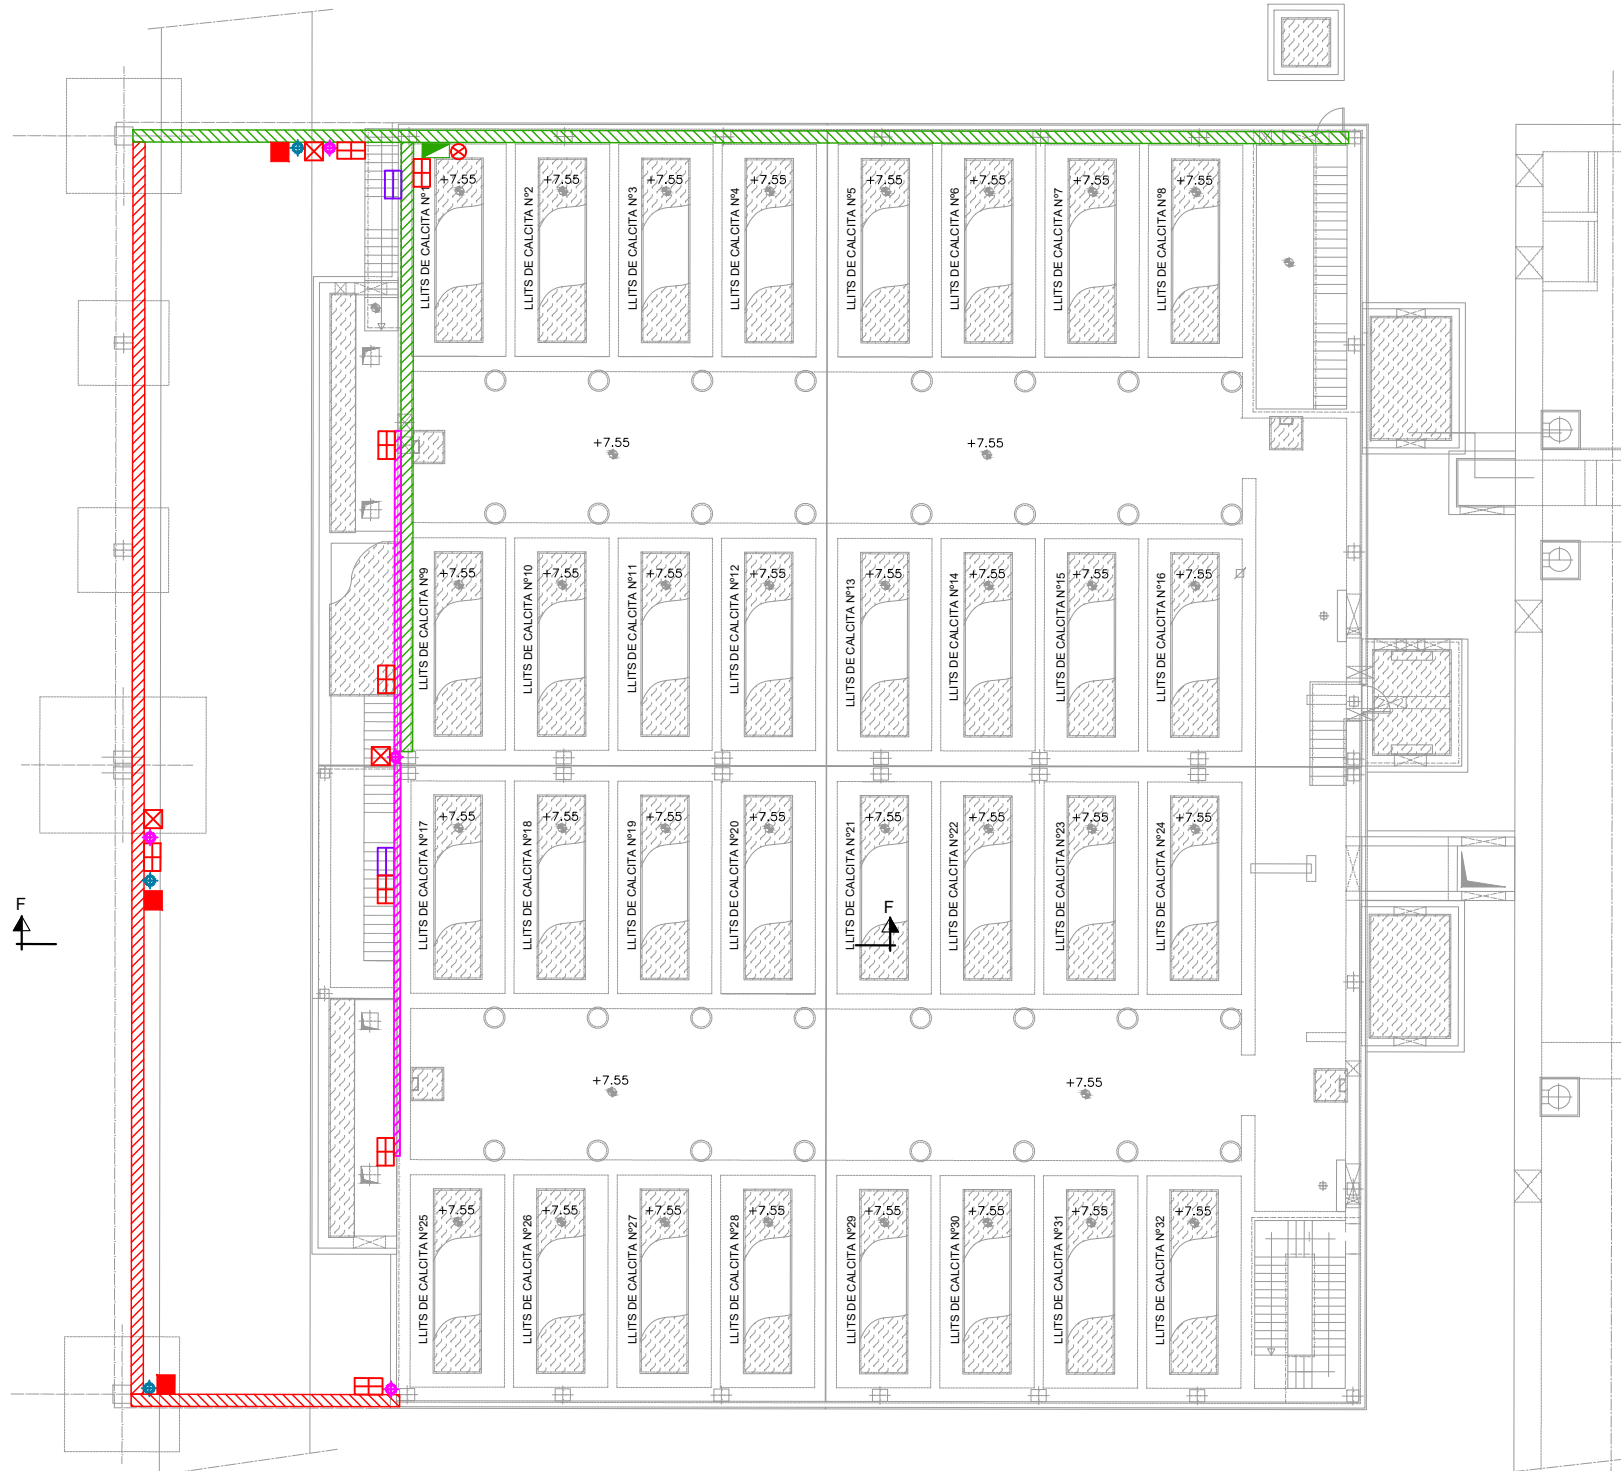 +7.55 +7.55 +7.55 +7.55 +7.55 +7.55 +7.55 +7.55
LLITS DE CALCITA Nº1
LLITS DE CALCITA Nº2
LLITS DE CALCITA Nº3
LLITS DE CALCITA Nº4
LLITS DE CALCITA Nº5
LLITS DE CALCITA Nº6
LLITS DE CALCITA Nº7
LLITS DE CALCITA Nº8
+7.55 +7.55
+7.55 +7.55 +7.55 +7.55 +7.55 +7.55 +7.55 +7.55
LLITS DE CALCITA Nº9
LLITS DE CALCITA Nº10
LLITS DE CALCITA Nº11
LLITS DE CALCITA Nº12
LLITS DE CALCITA Nº13
LLITS DE CALCITA Nº14
LLITS DE CALCITA Nº15
LLITS DE CALCITA Nº16
+7.55 +7.55 +7.55 +7.55 +7.55 +7.55 +7.55 +7.55
LLITS DE CALCITA Nº17
LLITS DE CALCITA Nº18
LLITS DE CALCITA Nº19
LLITS DE CALCITA Nº20
LLITS DE CALCITA Nº21
LLITS DE CALCITA Nº22
LLITS DE CALCITA Nº23
LLITS DE CALCITA Nº24
F F
+7.55 +7.55
+7.55 +7.55 +7.55 +7.55 +7.55 +7.55 +7.55 +7.55
LLITS DE CALCITA Nº25
LLITS DE CALCITA Nº26
LLITS DE CALCITA Nº27
LLITS DE CALCITA Nº28
LLITS DE CALCITA Nº29
LLITS DE CALCITA Nº30
LLITS DE CALCITA Nº31
LLITS DE CALCITA Nº32